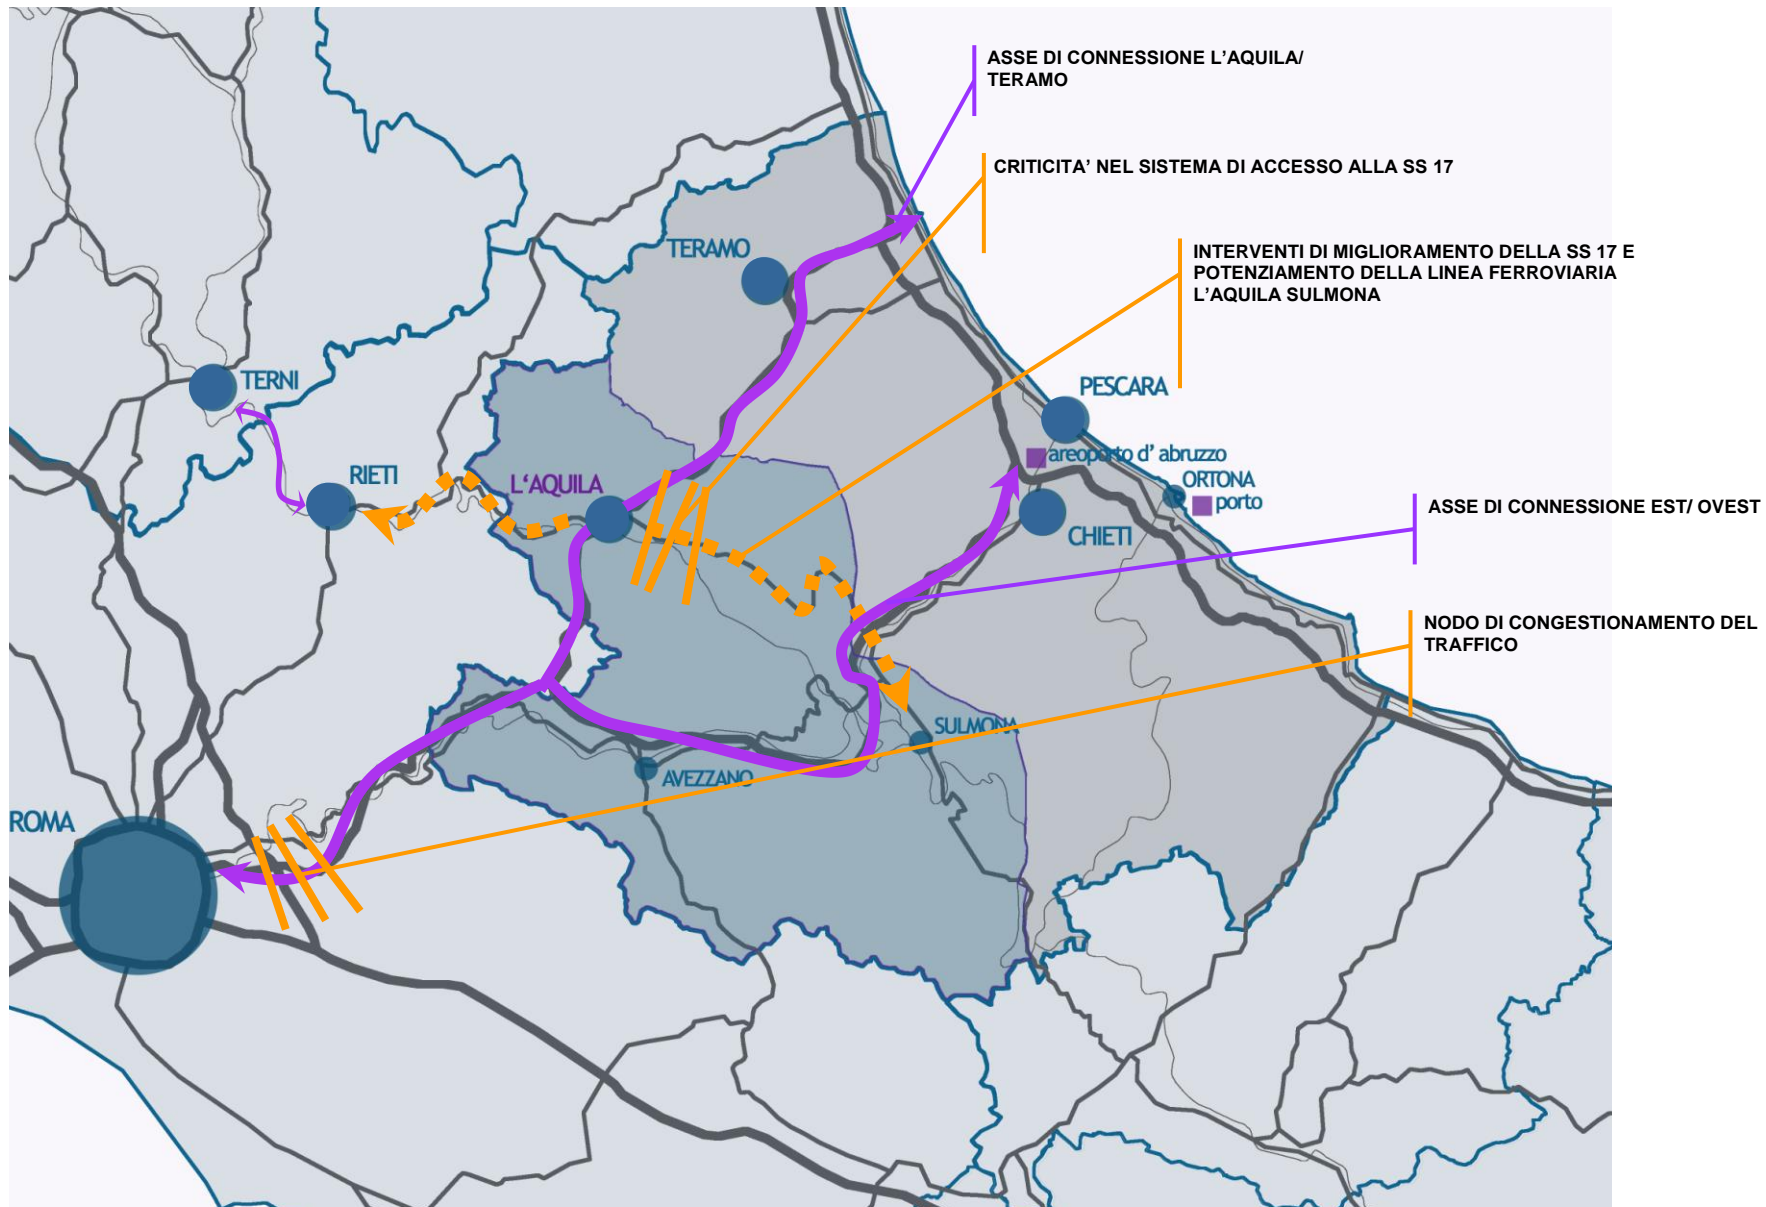 ASSE DI CONNESSIONE L’AQUILA/
TERAMO
CRITICITA’ NEL SISTEMA DI ACCESSO ALLA SS 17
INTERVENTI DI MIGLIORAMENTO DELLA SS 17 E
POTENZIAMENTO DELLA LINEA FERROVIARIA
L’AQUILA SULMONA
TERAMO
TERNI
PESCARA
areoporto d' abruzzo
RIETI
L'AQUILA
ORTONA
porto
CHIETI
ASSE DI CONNESSIONE EST/ OVEST
NODO DI CONGESTIONAMENTO DEL
TRAFFICO
SULMONA
AVEZZANO
ROMA